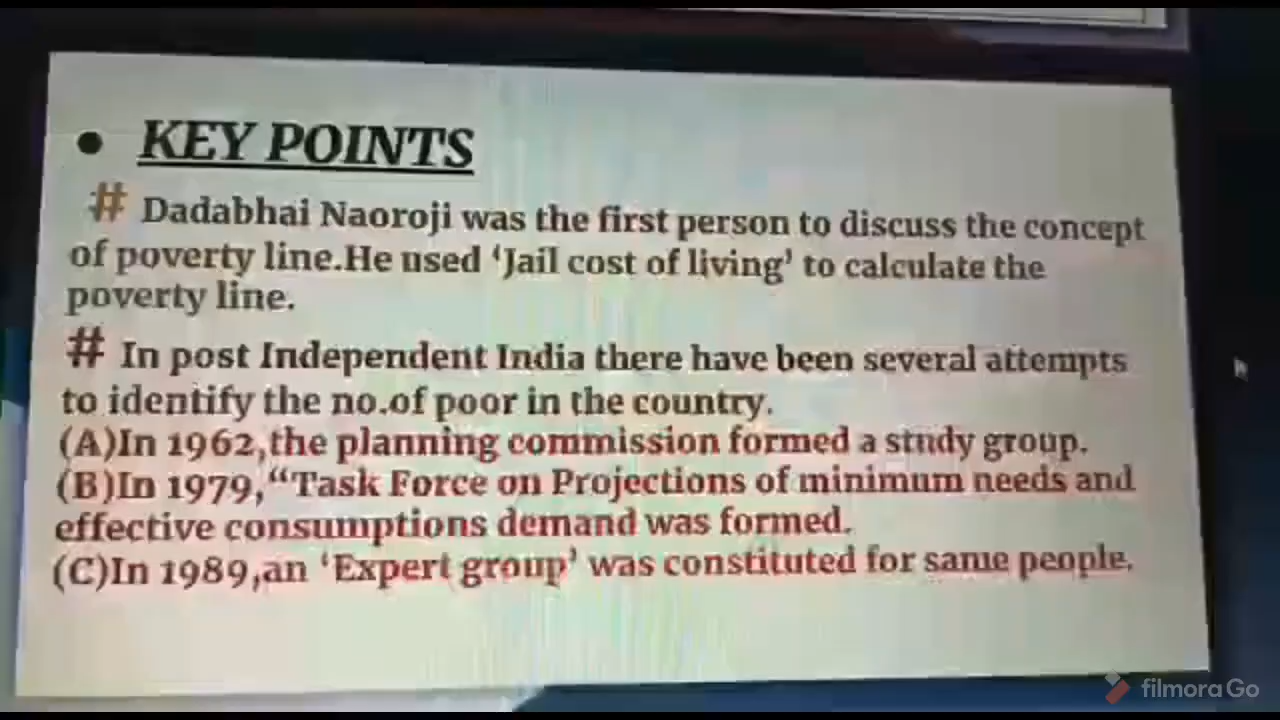 • KEY POINTS
# Dadabhai Naoroji was the first person to discuss the concept
of poverty line.He used ‘Jail cost of living’ to calculate the
poverty line.
# In post Independent India there have been several attempts
to identify the no.of poor in the country.
(A)In 1962,the planning commission formed a study group.
(B)In 1979,“Task Force on Projections of minimum needs and
effective consumptions demand was formed.
(C)In 1989,an ‘Expert group’ was constituted for same people.
filmora Go